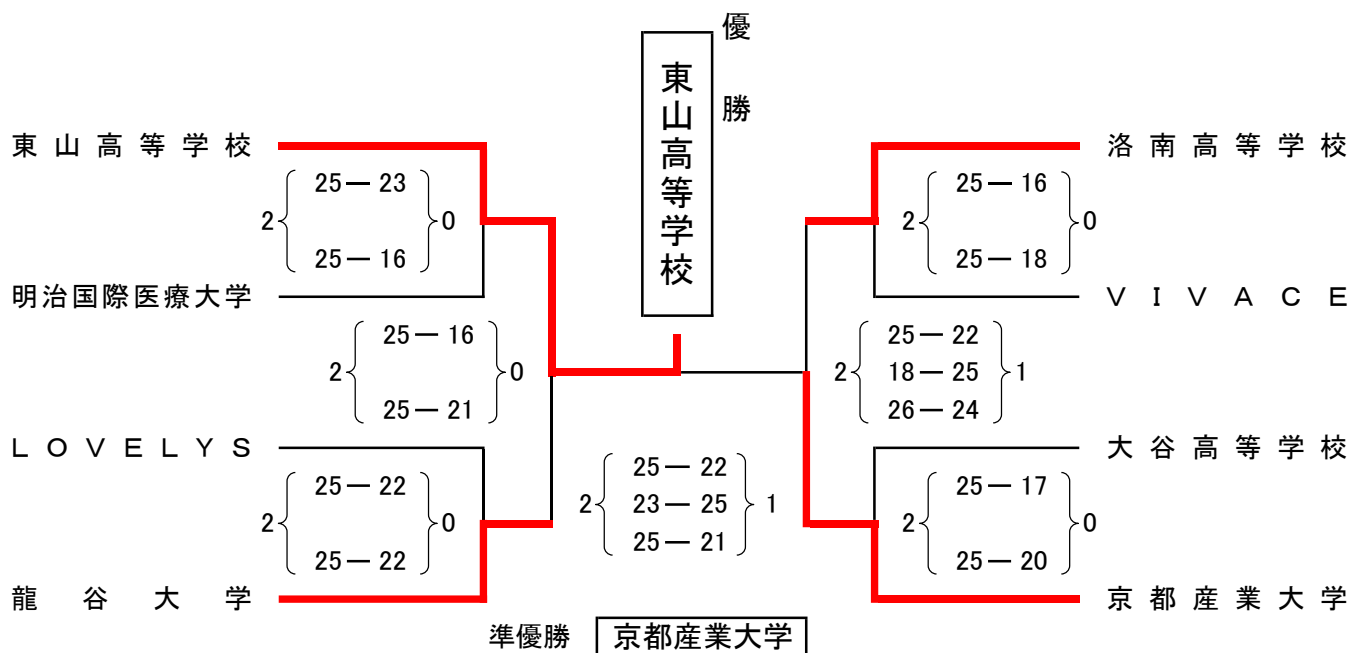 優勝
東山高等学校
東山高等学校
25— 23
2 0
25— 16
明治国際医療大学
25— 16
2 0
25— 21
LOVELYS
25— 22
2 0
25— 22
龍谷大学
洛南高等学校
25— 16
2 0
25— 18
VIVACE
25— 22
2 18— 25 1
26— 24
大谷高等学校
25— 17
2 0
25— 20
京都産業大学
25— 22
2 23— 25 1
25— 21
準優勝 京都産業大学